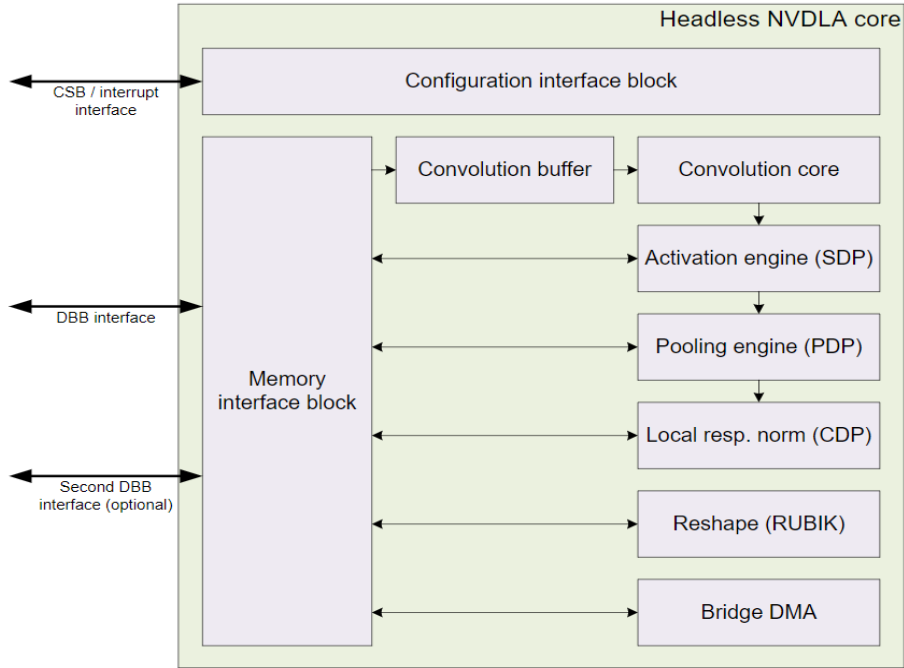 Headless NVDLA core
CSB / interrupt
interface
Configuration interface block
Convolution buffer
Convolution core
Activation engine (SDP)
DBB interface
Pooling engine (PDP)
Memory
interface block
Local resp. norm (CDP)
Second DBB
interface (optional)
Reshape (RUBIK)
Bridge DMA